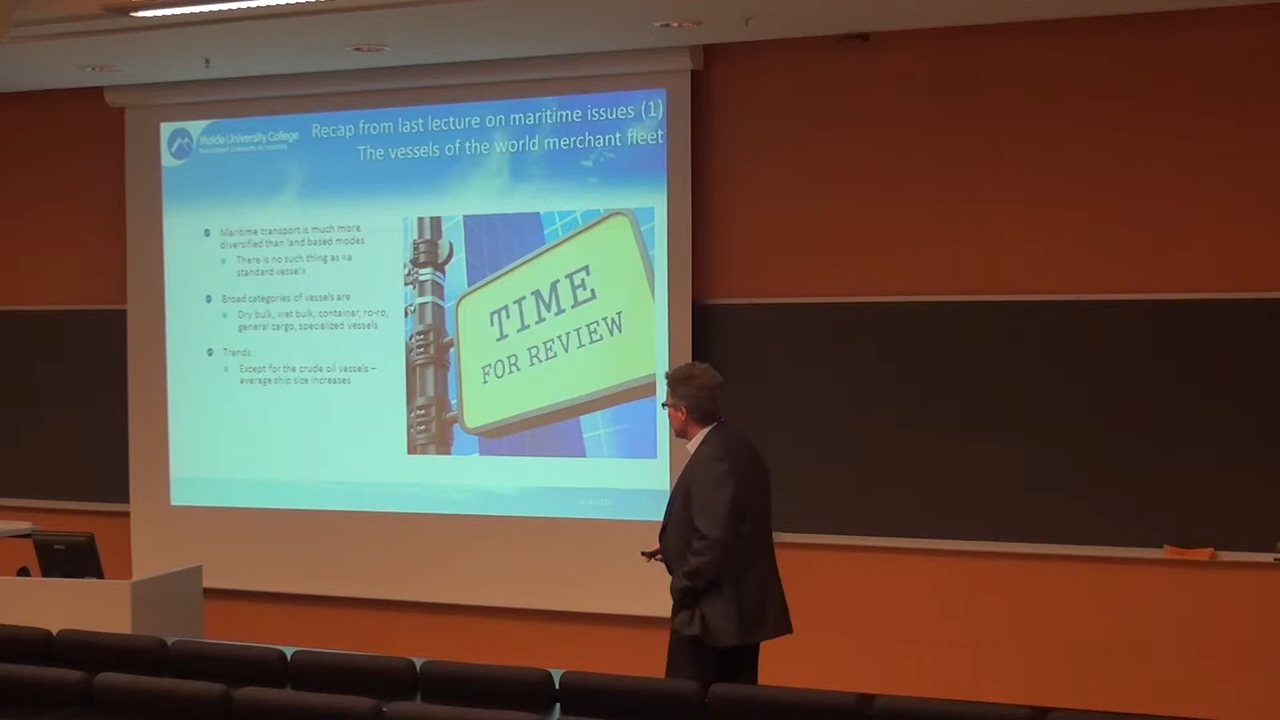 Molde University College
Specialized University in Logistics
Recap from last lecture on maritime issues (1)
The vessels of the world merchant fleet
Maritime transport is much more
diversified than land based modes
There is no such thing as «a
standard vessel»
Broad categories of vessels are
Dry bulk, wet bulk, container, ro-ro,
general cargo, specialized vessels
Trends:
Except for the crude oil vessels –
average ship size increases
TIME
FOR REVIEW